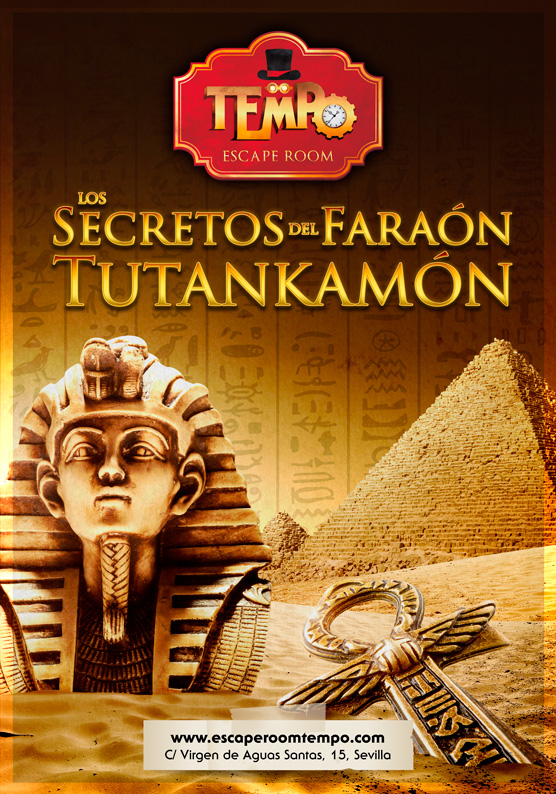 TEMPO
ESCAPE ROOM
LOS
SECRETOS DEL FARAÓN
TUTANKAMÓN
www.escaperoomtempo.com
C/ Virgen de Aguas Santas, 15, Sevilla